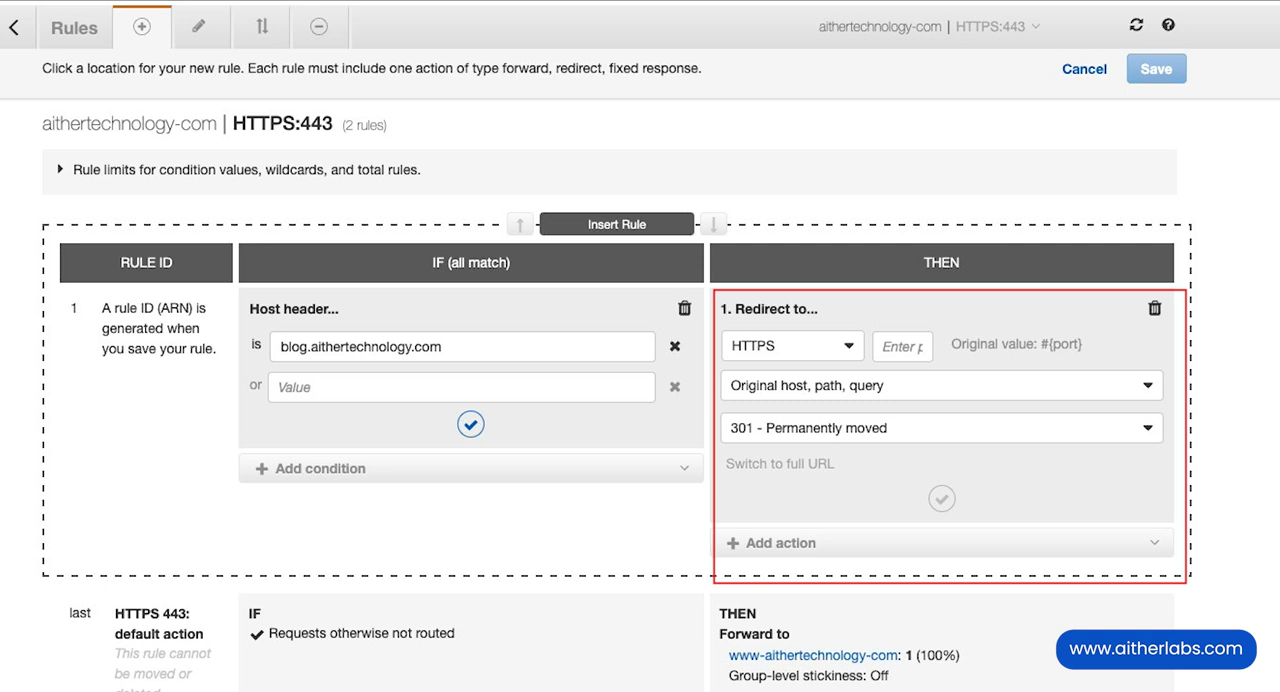 Rules
aithertechnology-com | HTTPS:443
Click a location for your new rule. Each rule must include one action of type forward, redirect, fixed response.
Cancel
Save
aithertechnology-com | HTTPS:443 (2 rules)
Rule limits for condition values, wildcards, and total rules.
Insert Rule
RULE ID
IF (all match)
THEN
1
A rule ID (ARN) is
generated when
you save your rule.
Host header...
is
blog.aithertechnology.com
or
Value
Add condition
1. Redirect to...
HTTPS
Enter
Original value: #{port}
Original host, path, query
301 - Permanently moved
Switch to full URL
Add action
last
HTTPS 443:
default action
This rule cannot
be moved or
deleted
IF
Requests otherwise not routed
THEN
Forward to
www-aithertechnology-com: 1 (100%)
Group-level stickiness: Off
www.aitherlabs.com